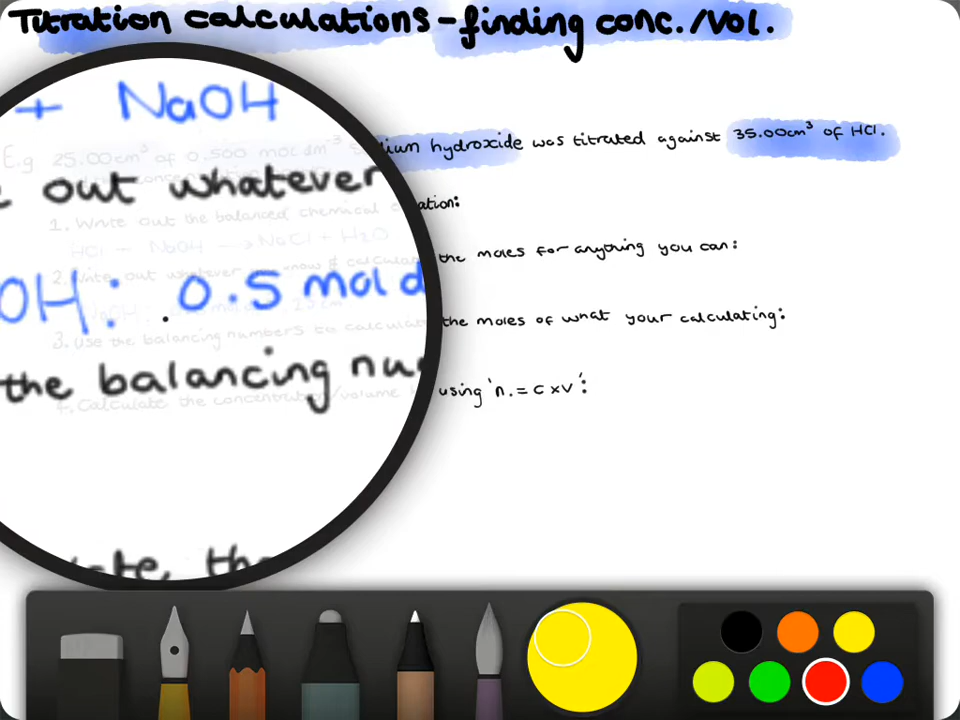 Titration calculations - finding conc./vol.
+ NaOH
E.g 25.00cm³ of 0.500 mol dm⁻³ sodium hydroxide was titrated against 35.00cm³ of HCl.
out whatever
1. Write out the balanced chemical equation:
HCl + NaOH → NaCl + H₂O
2. Write out whatever you know & calculate the moles for anything you can:
OH: 0.5 mol d
3. Use the balancing numbers to calculate the moles of what your calculating:
the balancing nu
4. Calculate the concentration/volume using 'n.= c x v':